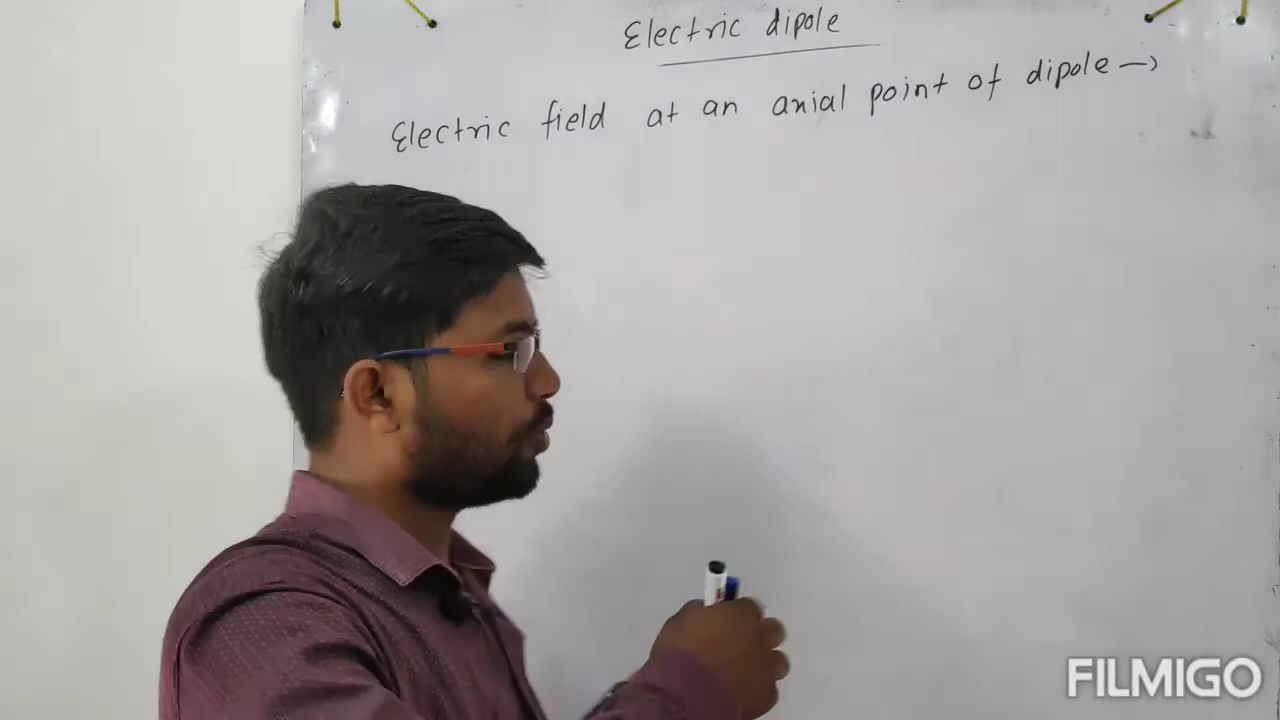 Electric dipole
Electric field at an axial point of dipole →
FILMIGO